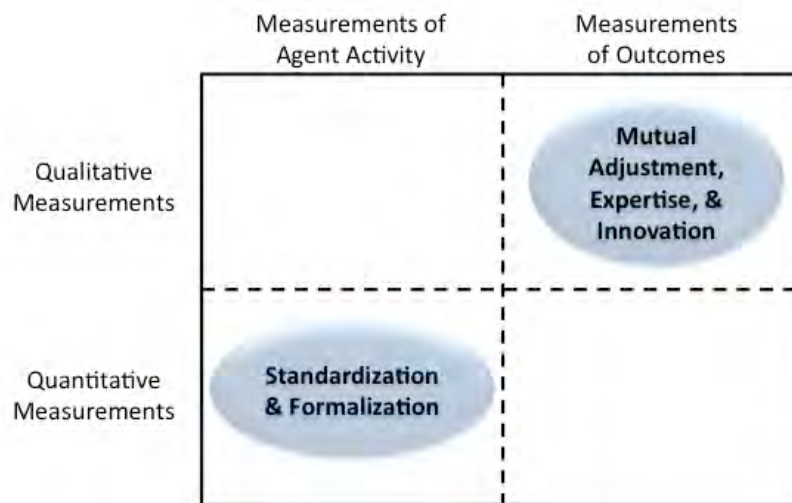 Measurements of
Agent Activity
Measurements
of Outcomes
Qualitative
Measurements
Mutual
Adjustment,
Expertise, &
Innovation
Quantitative
Measurements
Standardization
& Formalization